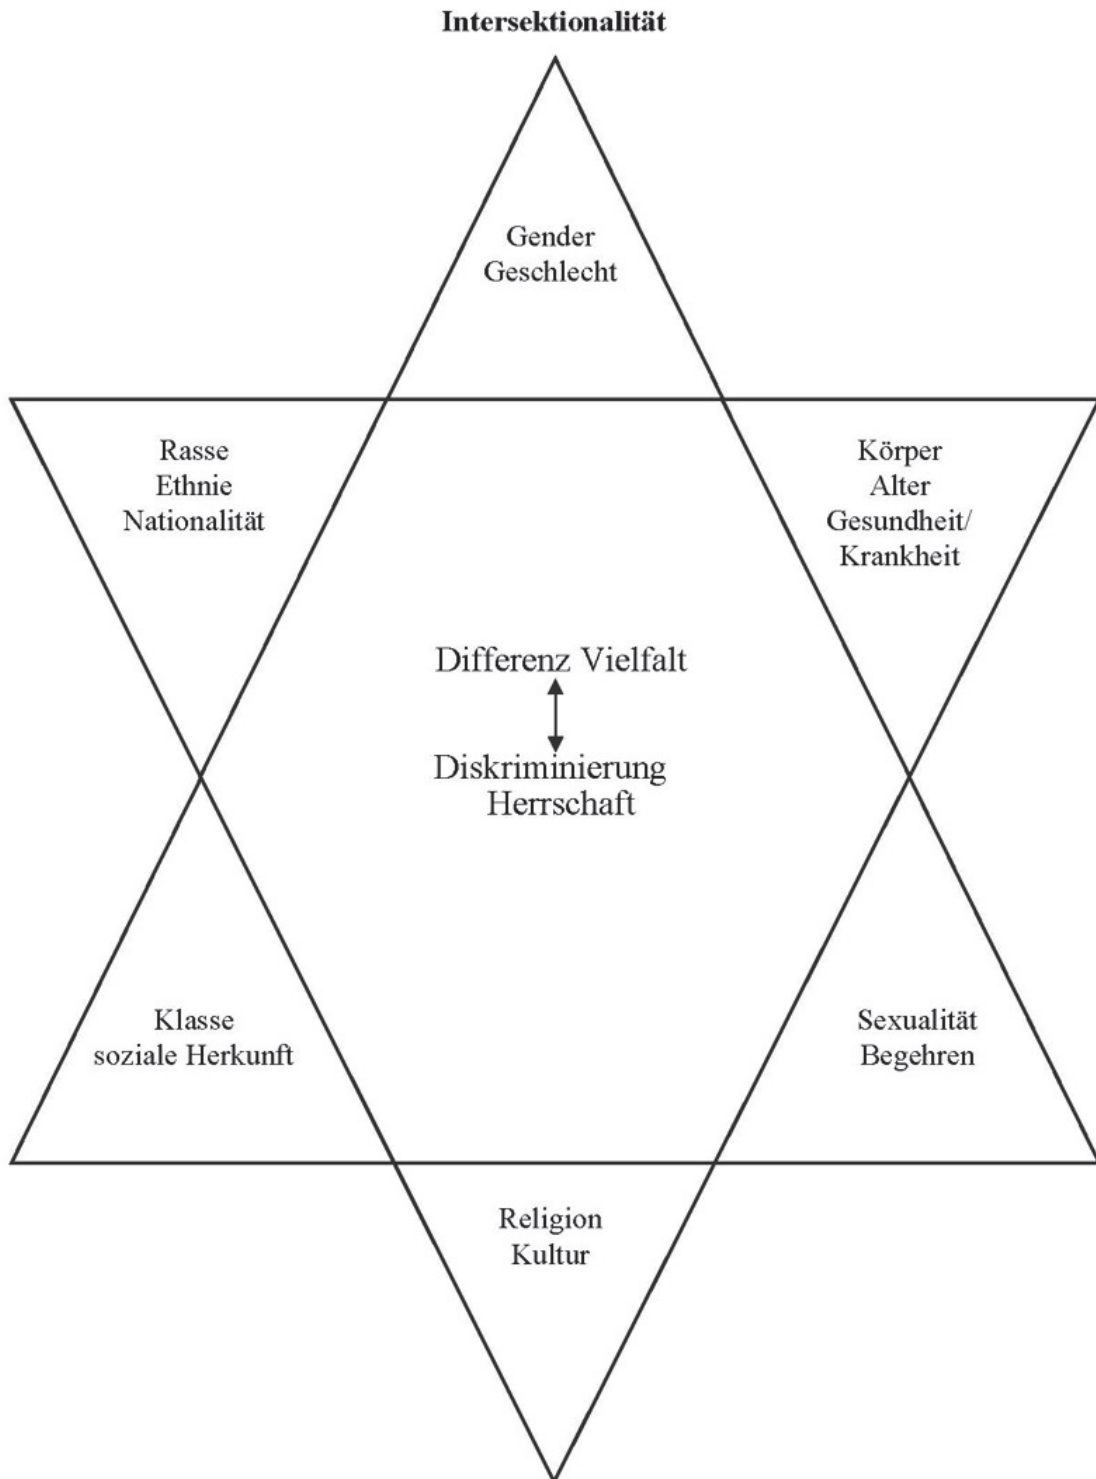 Intersektionalität
Gender
Geschlecht
Rasse
Ethnie
Nationalität
Körper
Alter
Gesundheit/
Krankheit
Differenz Vielfalt
Diskriminierung
Herrschaft
Klasse
soziale Herkunft
Sexualität
Begehren
Religion
Kultur